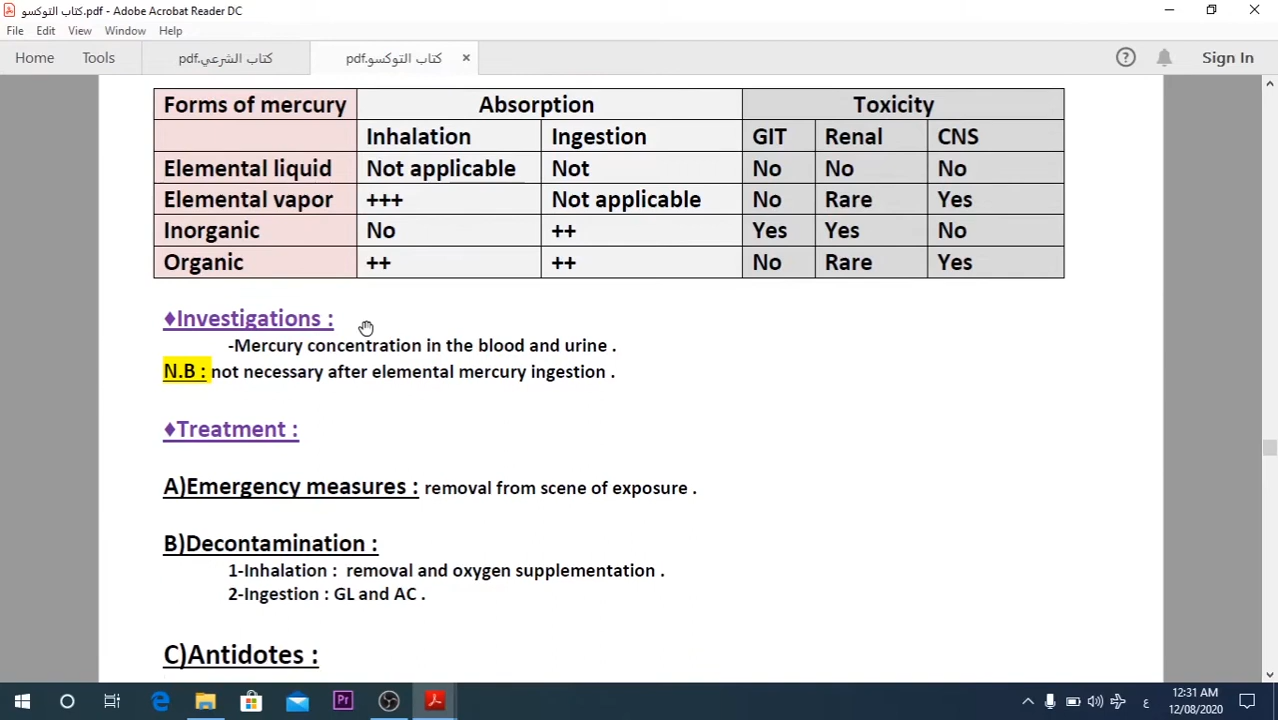 كتاب التوكسو.pdf - Adobe Acrobat Reader DC
File Edit View Window Help
Home Tools كتاب الشرعي.pdf كتاب التوكسو.pdf × ? Sign In
Forms of mercury Absorption Toxicity
Inhalation Ingestion GIT Renal CNS
Elemental liquid Not applicable Not No No No
Elemental vapor +++ Not applicable No Rare Yes
Inorganic No ++ Yes Yes No
Organic ++ ++ No Rare Yes
♦Investigations :
-Mercury concentration in the blood and urine .
N.B : not necessary after elemental mercury ingestion .
♦Treatment :
A)Emergency measures : removal from scene of exposure .
B)Decontamination :
1-Inhalation : removal and oxygen supplementation .
2-Ingestion : GL and AC .
C)Antidotes :
Pr ع 12:31 AM
12/08/2020